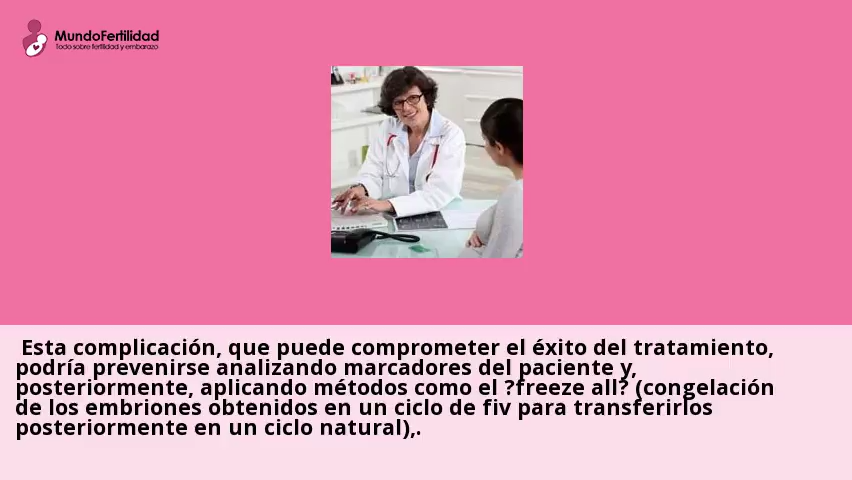 MundoFertilidad
Todo sobre fertilidad y embarazo
Esta complicación, que puede comprometer el éxito del tratamiento,
podría prevenirse analizando marcadores del paciente y,
posteriormente, aplicando métodos como el ?freeze all? (congelación
de los embriones obtenidos en un ciclo de fiv para transferirlos
posteriormente en un ciclo natural),.